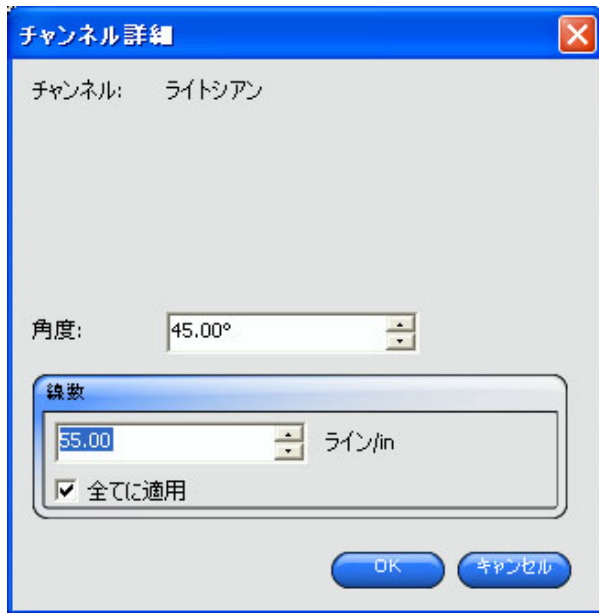 チャンネル詳細
チャンネル: ライトシアン
角度: 45.00°
線数
55.00 ライン/in
全てに適用
OK キャンセル